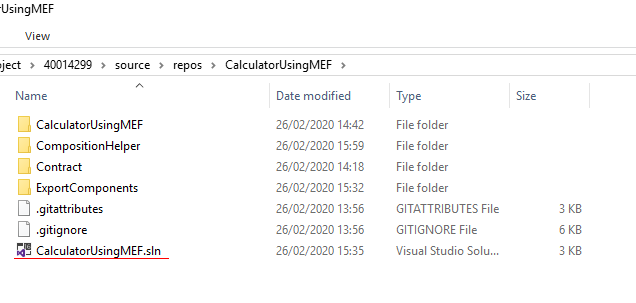 rUsingMEF
View
oject > 40014299 > source > repos > CalculatorUsingMEF >
Name Date modified Type Size
CalculatorUsingMEF 26/02/2020 14:42 File folder
CompositionHelper 26/02/2020 15:59 File folder
Contract 26/02/2020 14:18 File folder
ExportComponents 26/02/2020 15:32 File folder
.gitattributes 26/02/2020 13:56 GITATTRIBUTES File 3 KB
.gitignore 26/02/2020 13:56 GITIGNORE File 6 KB
CalculatorUsingMEF.sln 26/02/2020 15:35 Visual Studio Solu... 3 KB